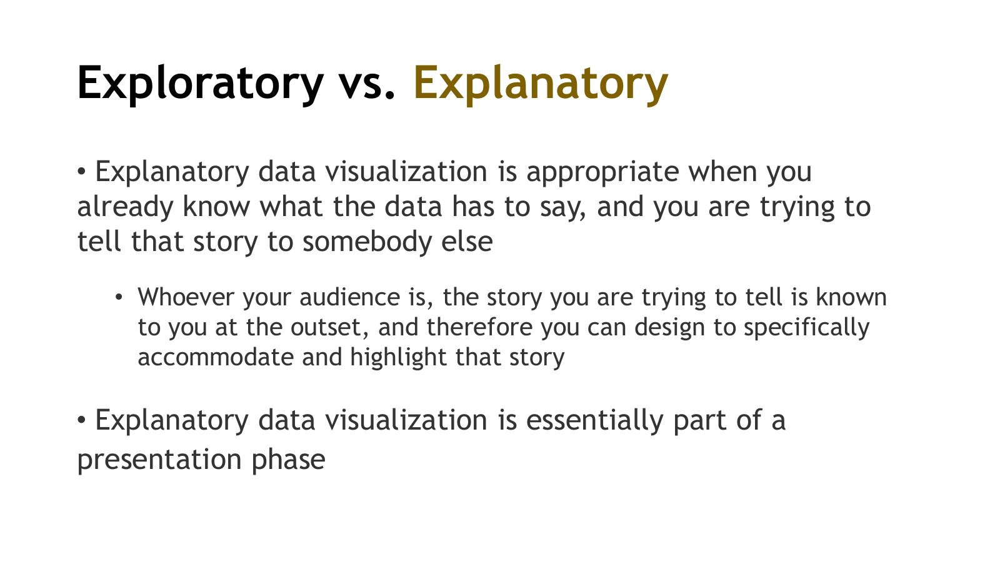 Exploratory vs. Explanatory
• Explanatory data visualization is appropriate when you
already know what the data has to say, and you are trying to
tell that story to somebody else
• Whoever your audience is, the story you are trying to tell is known
to you at the outset, and therefore you can design to specifically
accommodate and highlight that story
• Explanatory data visualization is essentially part of a
presentation phase